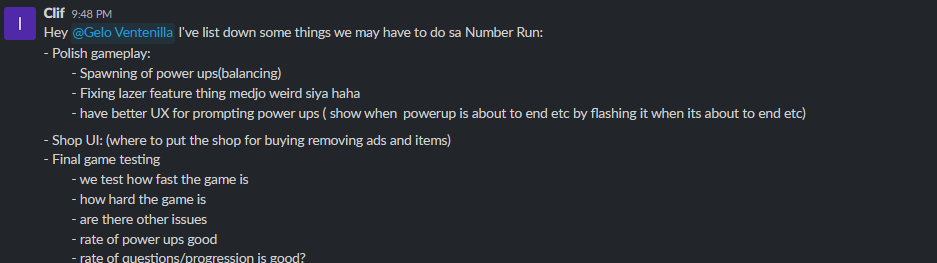 I
Clif 9:48 PM
Hey @Gelo Ventenilla I've list down some things we may have to do sa Number Run:
- Polish gameplay:
- Spawning of power ups(balancing)
- Fixing lazer feature thing medjo weird siya haha
- have better UX for prompting power ups ( show when powerup is about to end etc by flashing it when its about to end etc)
- Shop UI: (where to put the shop for buying removing ads and items)
- Final game testing
- we test how fast the game is
- how hard the game is
- are there other issues
- rate of power ups good
- rate of questions/progression is good?